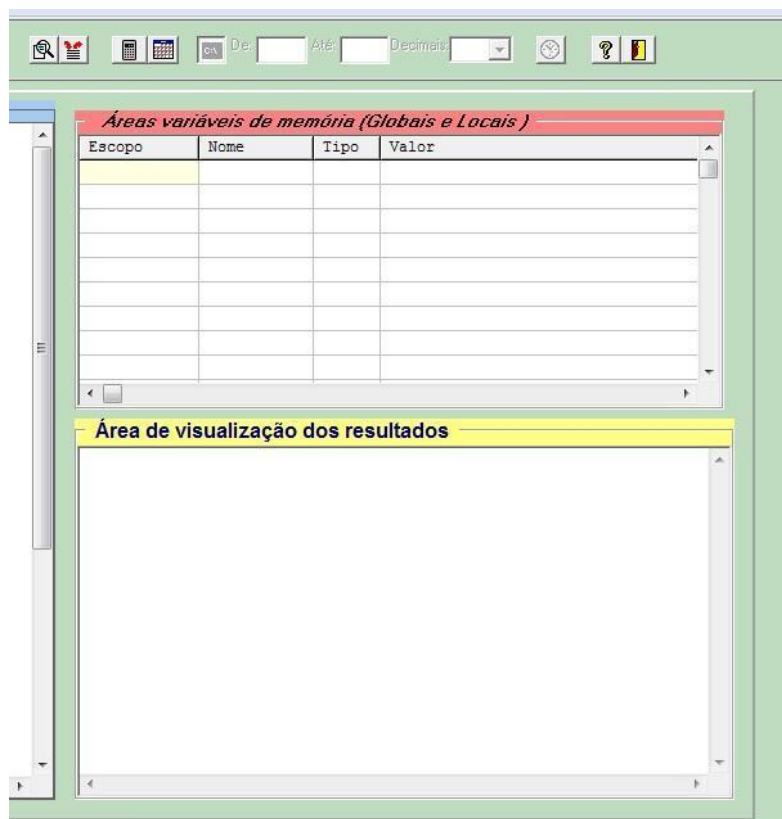 C:\ De: Até: Decimais:
Áreas variáveis de memória (Globais e Locais )
Escopo Nome Tipo Valor
Área de visualização dos resultados